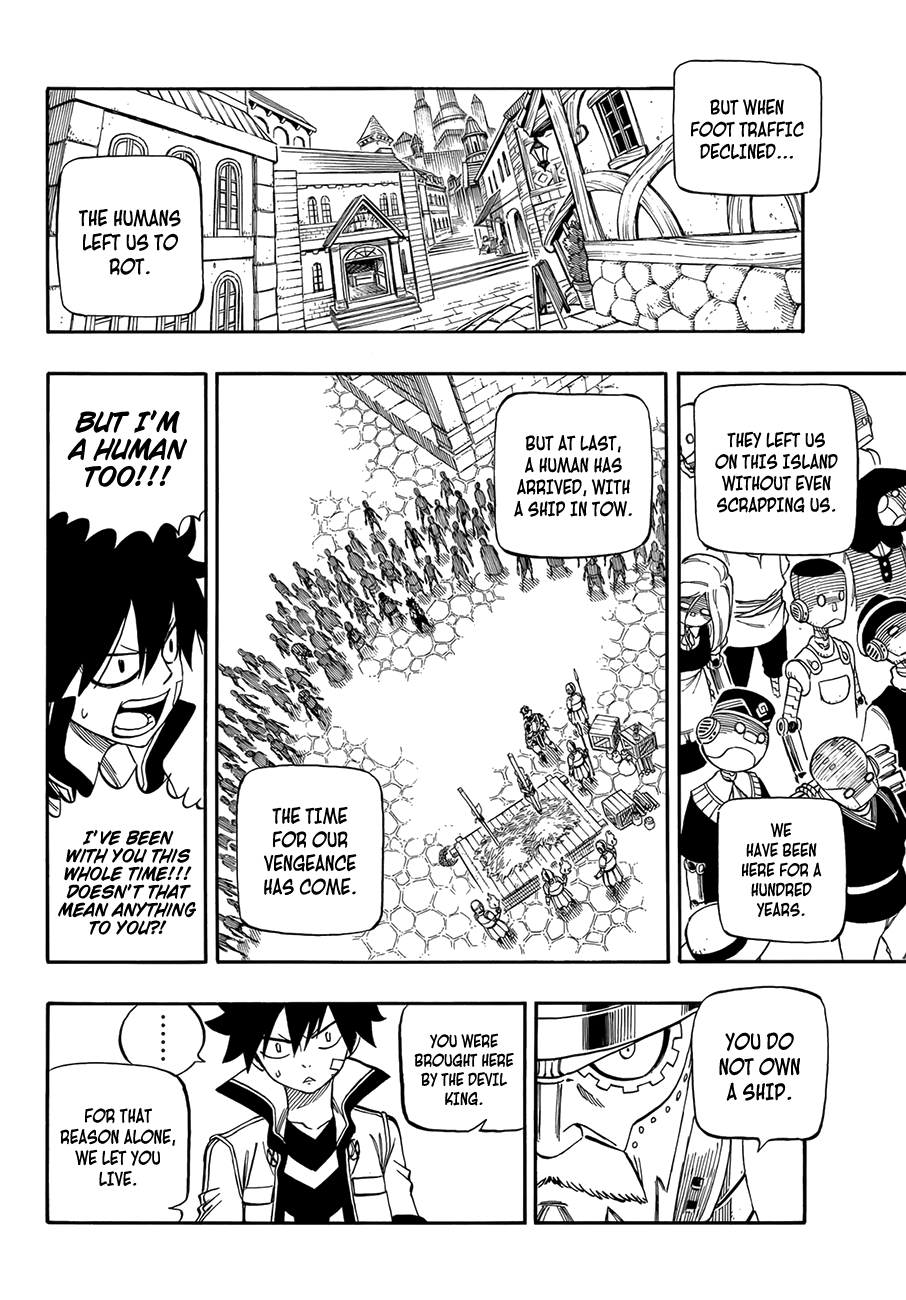 BUT WHEN
FOOT TRAFFIC
DECLINED...
THE HUMANS
LEFT US TO
ROT.
THEY LEFT US
ON THIS ISLAND
WITHOUT EVEN
SCRAPPING US.
WE
HAVE BEEN
HERE FOR A
HUNDRED
YEARS.
BUT AT LAST,
A HUMAN HAS
ARRIVED, WITH
A SHIP IN TOW.
THE TIME
FOR OUR
VENGEANCE
HAS COME.
BUT I'M
A HUMAN
TOO!!!
I'VE BEEN
WITH YOU THIS
WHOLE TIME!!!
DOESN'T THAT
MEAN ANYTHING
TO YOU?!
YOU DO
NOT OWN
A SHIP.
YOU WERE
BROUGHT HERE
BY THE DEVIL
KING.
......
FOR THAT
REASON ALONE,
WE LET YOU
LIVE.